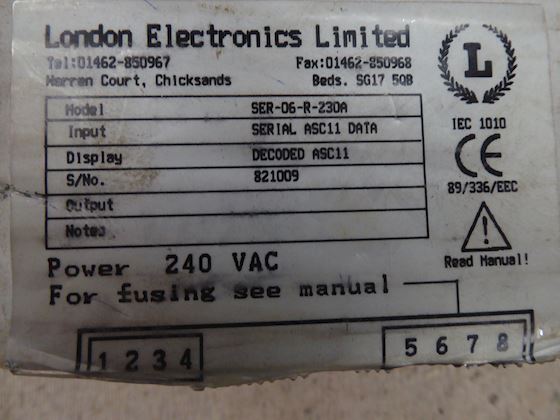 London Electronics Limited
Tel:01462-850967 Fax:01462-850968
Warren Court, Chicksands Beds. SG17 5QB
L
Model SER-06-R-230A
Input SERIAL ASC11 DATA
Display DECODED ASC11
S/No. 821009
Output
Notes
IEC 1010
CE
89/336/EEC
Read Manual!
Power 240 VAC
For fusing see manual
1 2 3 4 5 6 7 8